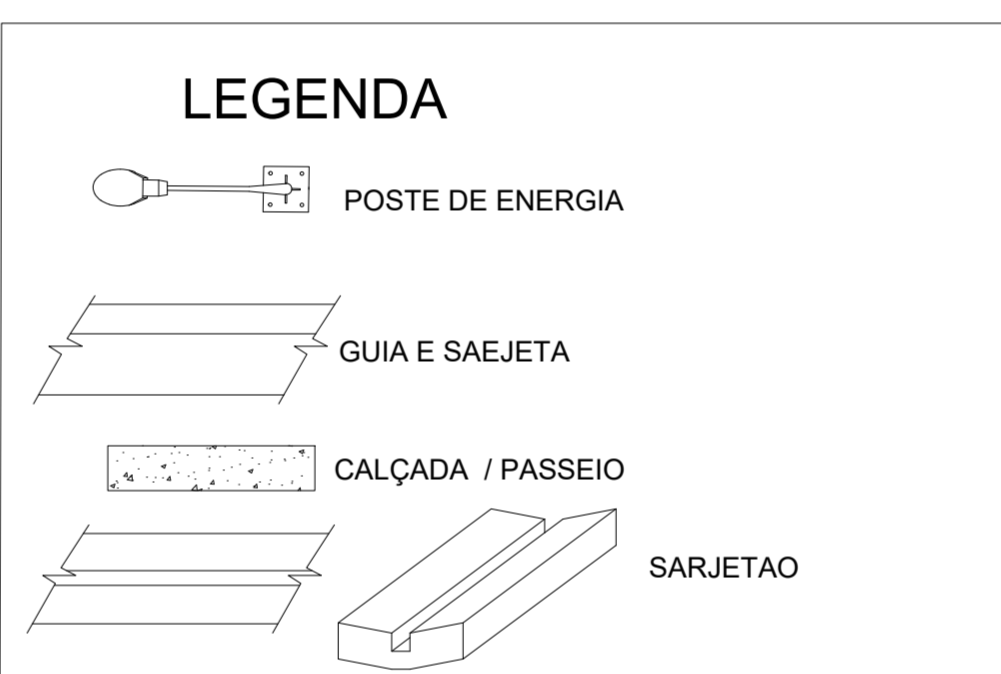 LEGENDA
POSTE DE ENERGIA
GUIA E SAEJETA
CALÇADA / PASSEIO
SARJETAO